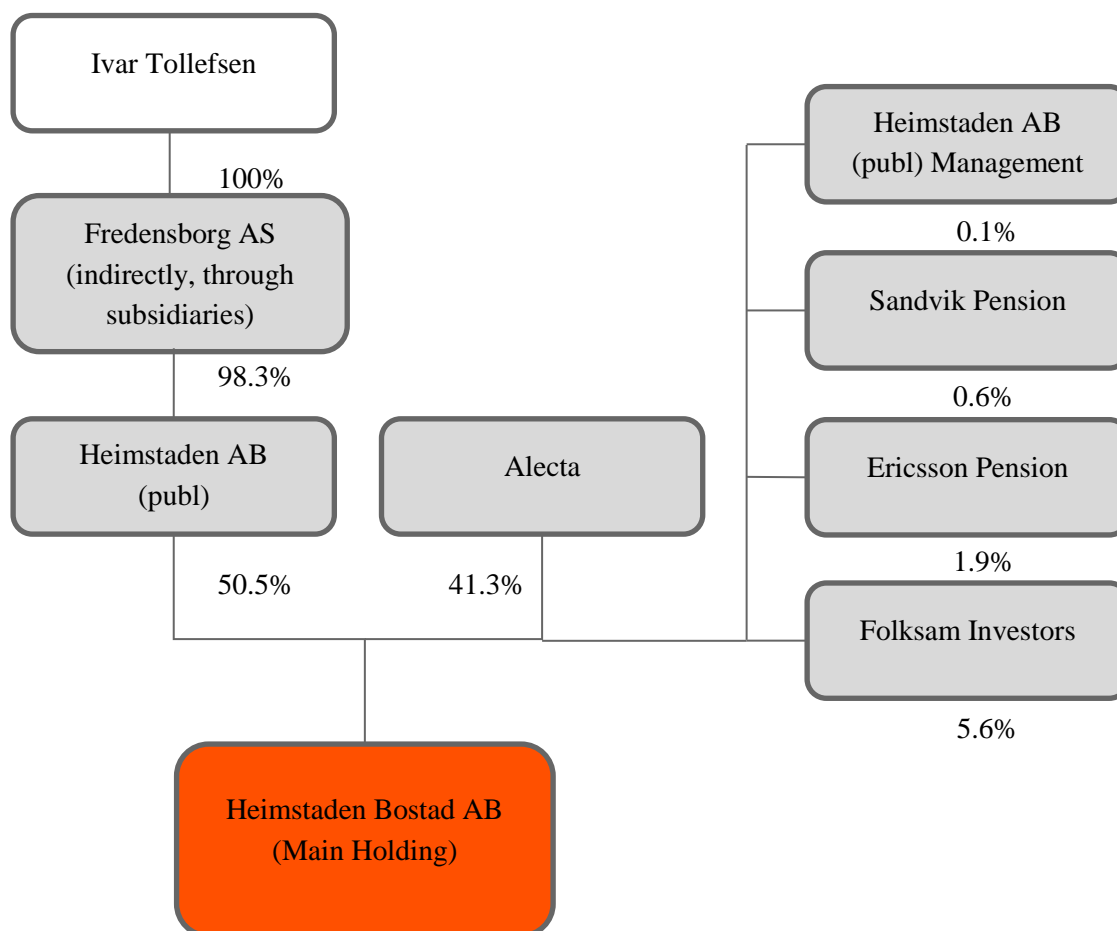 Ivar Tollefsen
100%
Fredensborg AS
(indirectly, through
subsidiaries)
98.3%
Heimstaden AB
(publ)
50.5%
Alecta
41.3%
Heimstaden AB
(publ) Management
0.1%
Sandvik Pension
0.6%
Ericsson Pension
1.9%
Folksam Investors
5.6%
Heimstaden Bostad AB
(Main Holding)